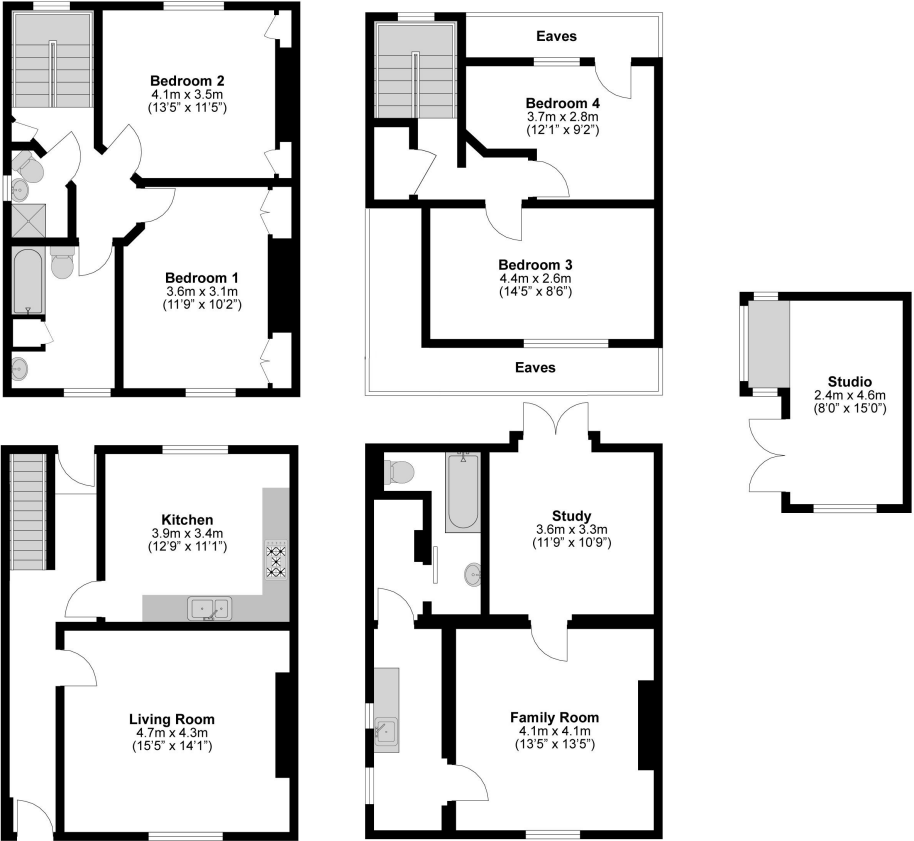 Bedroom 2
4.1m x 3.5m
(13'5” x 11'5”)
Bedroom 1
3.6m x 3.1m
(11'9” x 10'2”)
Eaves
Bedroom 4
3.7m x 2.8m
(12'1” x 9'2”)
Bedroom 3
4.4m x 2.6m
(14'5” x 8'6”)
Eaves
Studio
2.4m x 4.6m
(8'0” x 15'0”)
Kitchen
3.9m x 3.4m
(12'9” x 11'1”)
Living Room
4.7m x 4.3m
(15'5” x 14'1”)
Study
3.6m x 3.3m
(11'9” x 10'9”)
Family Room
4.1m x 4.1m
(13'5” x 13'5”)